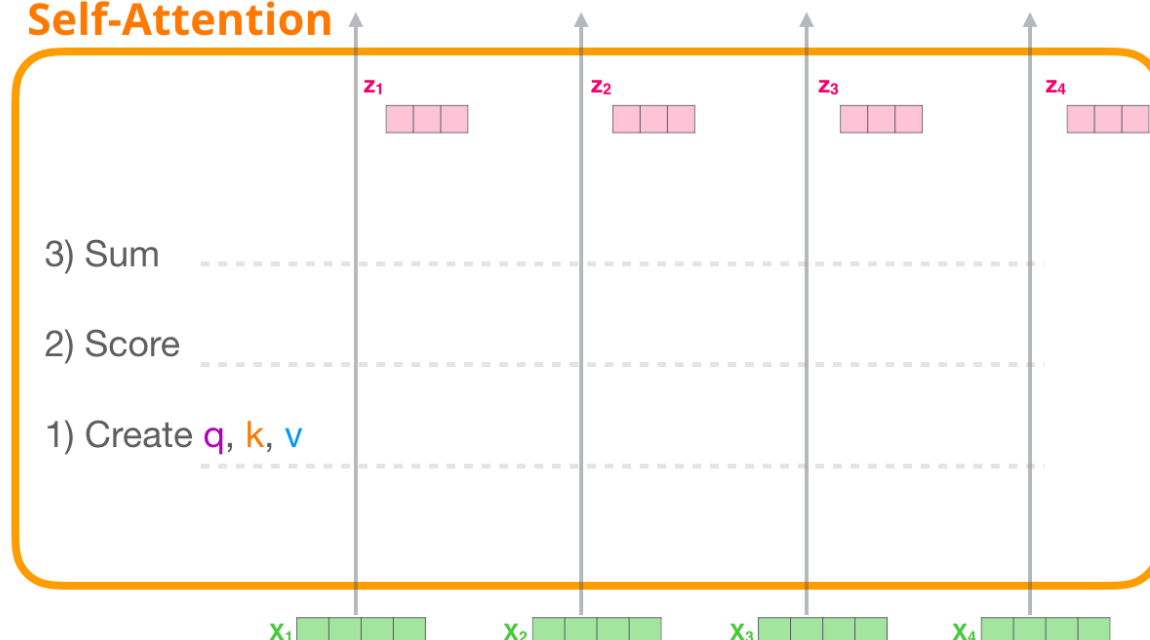 Self-Attention
z₁ z₂ z₃ z₄
3) Sum
2) Score
1) Create q, k, v
X₁ X₂ X₃ X₄